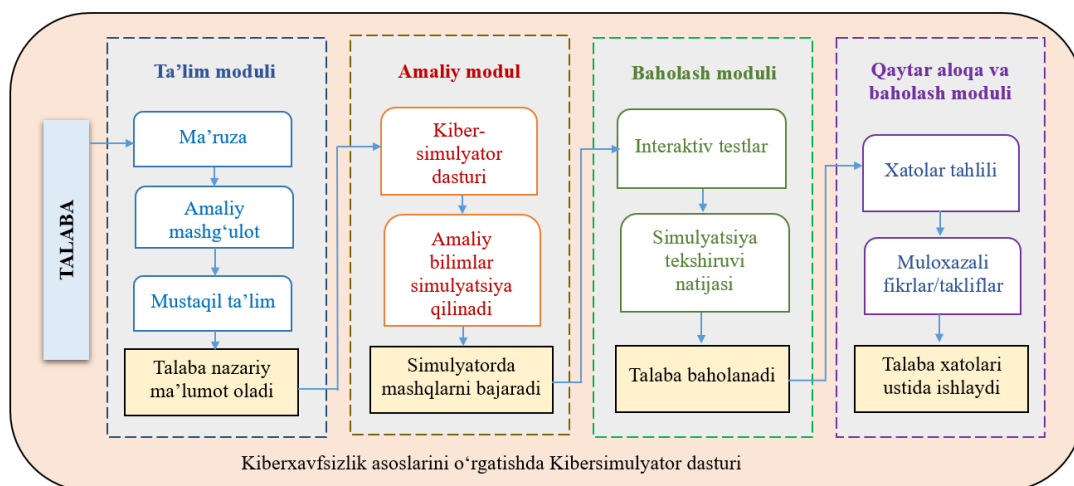 TALABA
Ta’lim moduli
Ma’ruza
Amaliy
mashg‘ulot
Mustaqil ta’lim
Talaba nazariy
ma’lumot oladi
Amaliy modul
Kiber-
simulyator
dasturi
Amaliy
bilimlar
simulyatsiya
qilinadi
Simulyatorda
mashqlarni bajaradi
Baholash moduli
Interaktiv testlar
Simulyatsiya
tekshiruvi
natijasi
Talaba baholanadi
Qaytar aloqa va
baholash moduli
Xatolar tahlili
Muloxazali
fikrlar/takliflar
Talaba xatolari
ustida ishlaydi
Kiberxavfsizlik asoslarini o‘rgatishda Kibersimulyator dasturi